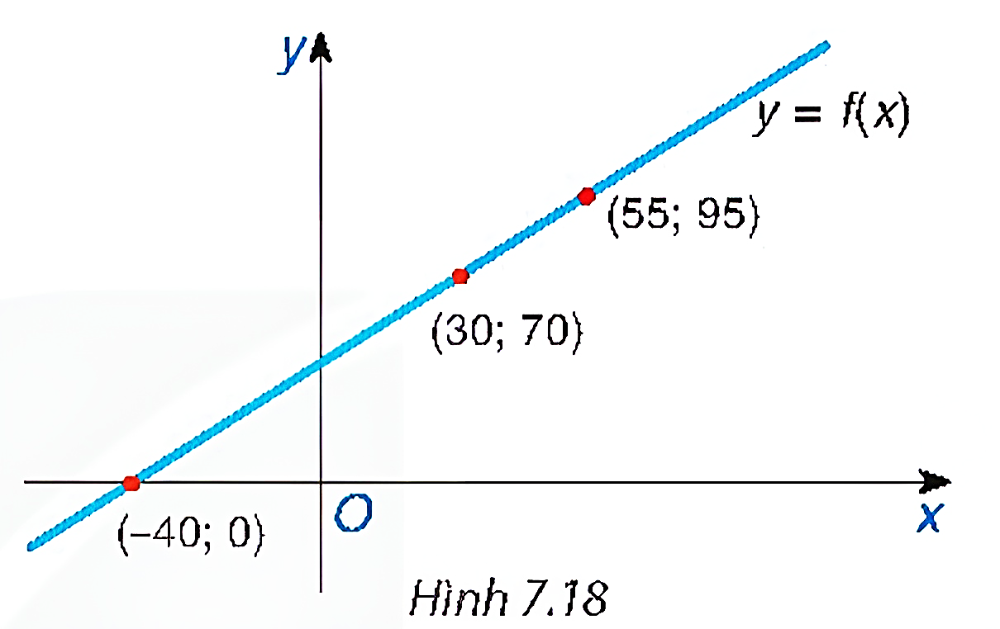 y
y = f(x)
(55; 95)
(30; 70)
O
x
(–40; 0)
Hình 7.18